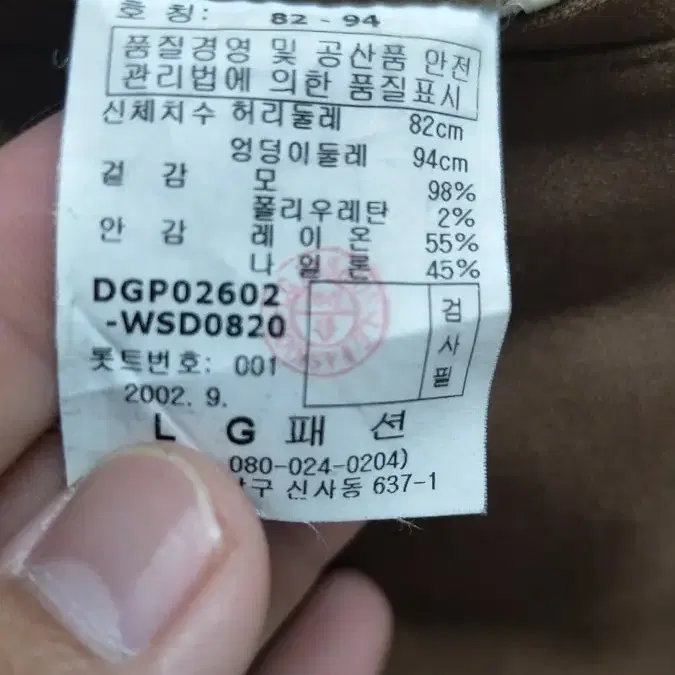 호 칭: 82-94
품질경영 및 공산품 안전
관리법에 의한 품질표시
신체치수 허리둘레 82cm
엉덩이둘레 94cm
겉 감 모 98%
폴리우레탄 2%
안 감 레 이 온 55%
나 일 론 45%
DGP02602
-WSD0820
검사필
롯트번호: 001
2002. 9.
L G 패 션
080-024-0204)
구 신사동 637-1